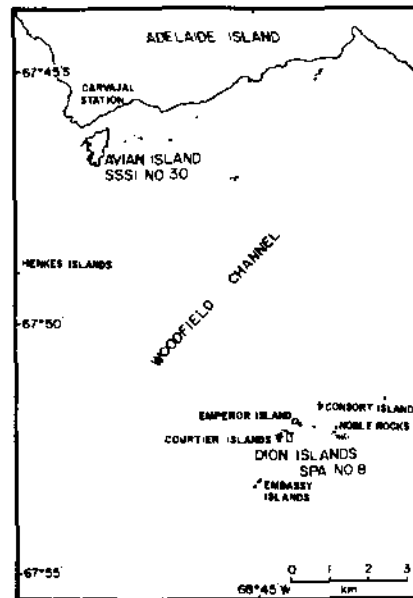 ADELAIDE ISLAND
67°45'S
CARVAJAL
STATION
AVIAN ISLAND
SSSI NO 30
HENKES ISLANDS
WOODFIELD CHANNEL
67°50'
CONSORT ISLAND
EMPEROR ISLAND
NOBLE ROCKS
COURTIER ISLANDS
DION ISLANDS
SPA NO 8
EMBASSY
ISLANDS
67°55'
68°45'W
0 1 2 3
km